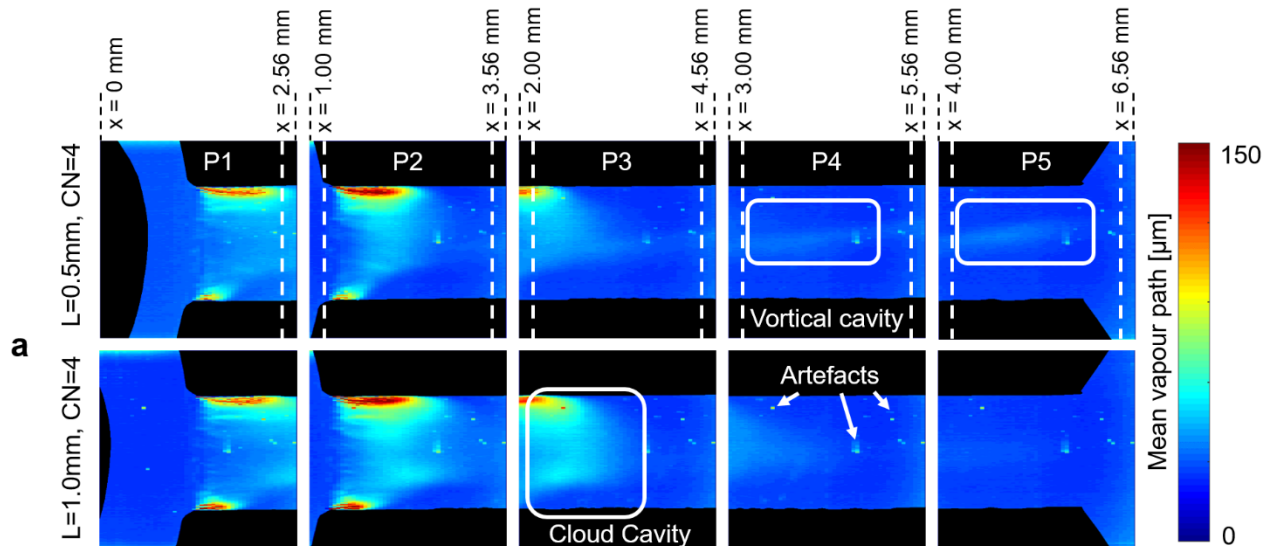 x = 0 mm
x = 2.56 mm
x = 1.00 mm
x = 3.56 mm
x = 2.00 mm
x = 4.56 mm
x = 3.00 mm
x = 5.56 mm
x = 4.00 mm
x = 6.56 mm
L=0.5mm, CN=4
P1
P2
P3
P4
P5
Vortical cavity
a
L=1.0mm, CN=4
Artefacts
Cloud Cavity
150
Mean vapour path [µm]
0